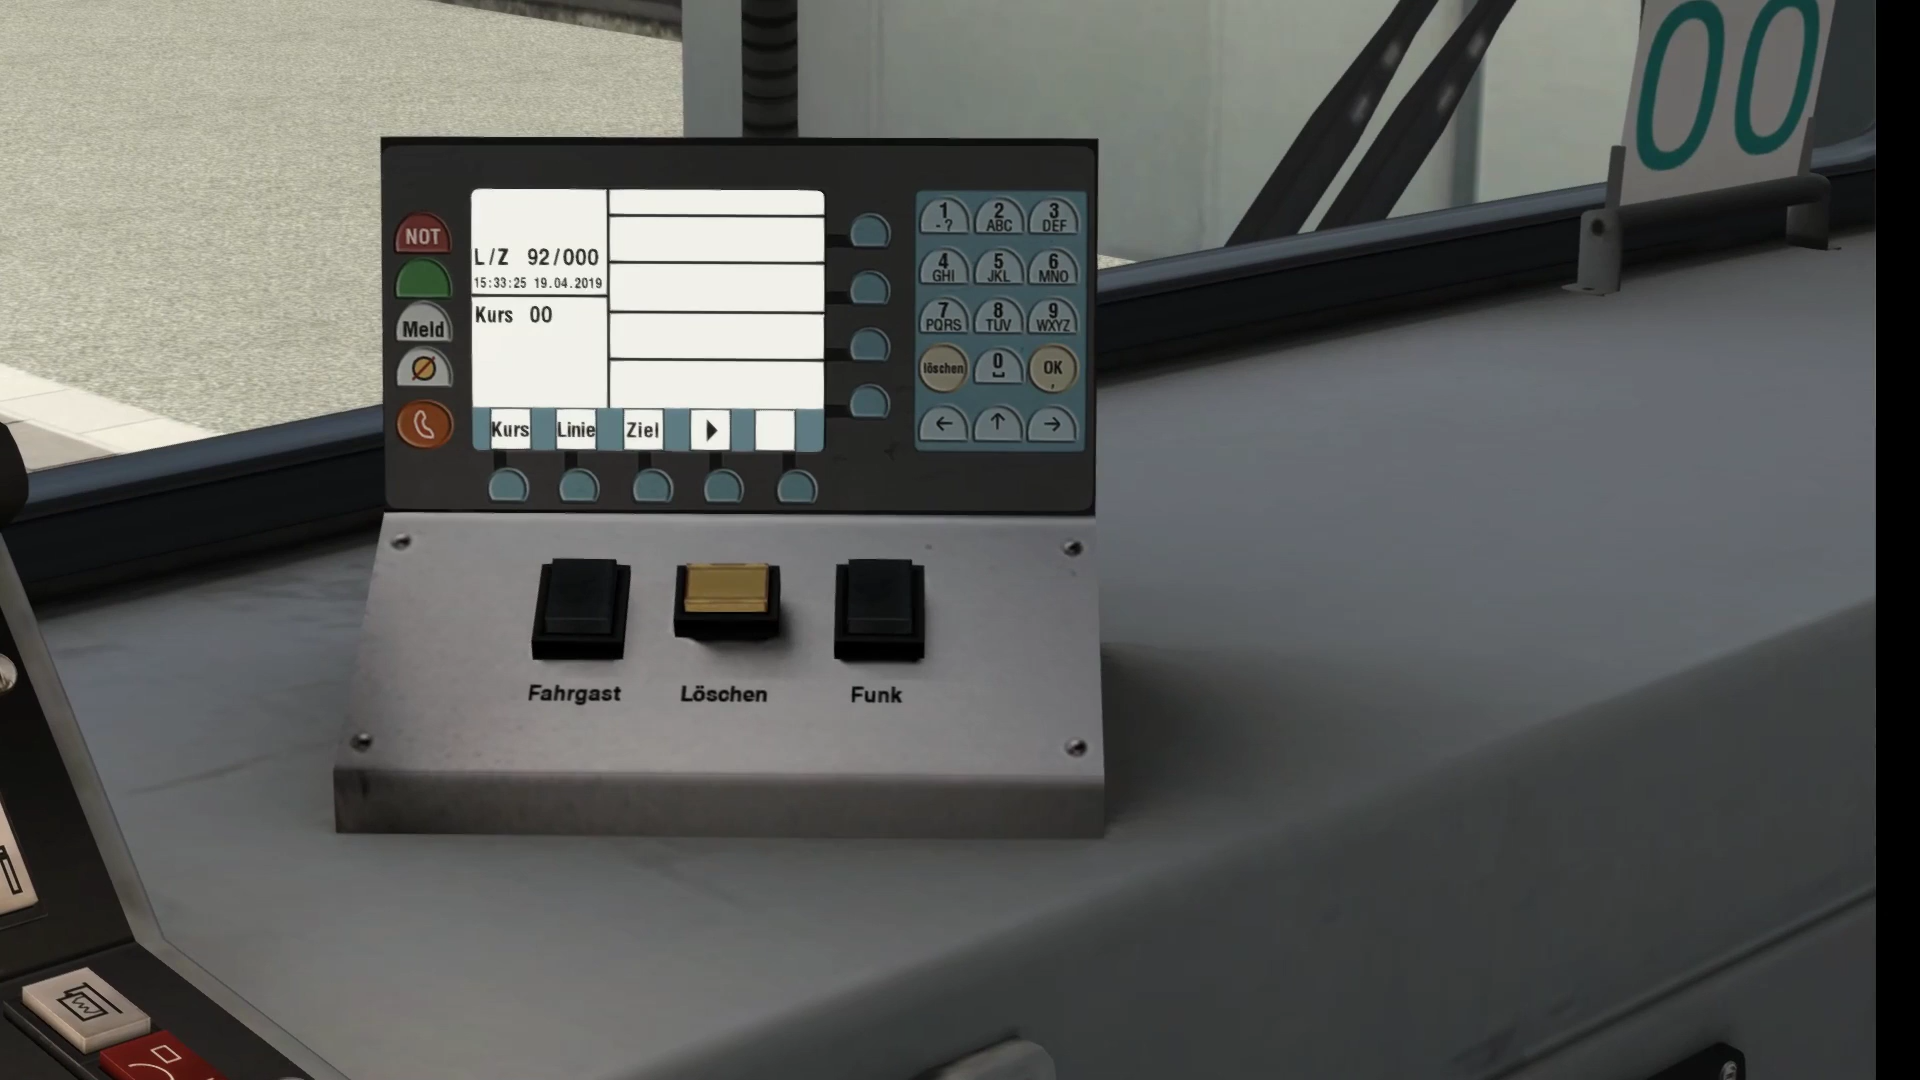 00
NOT
Meld
L/Z 92/000
15:33:25 19.04.2019
Kurs 00
Kurs Linie Ziel
1 2 3
-? ABC DEF
4 5 6
GHI JKL MNO
7 8 9
PQRS TUV WXYZ
löschen 0 OK
Fahrgast Löschen Funk